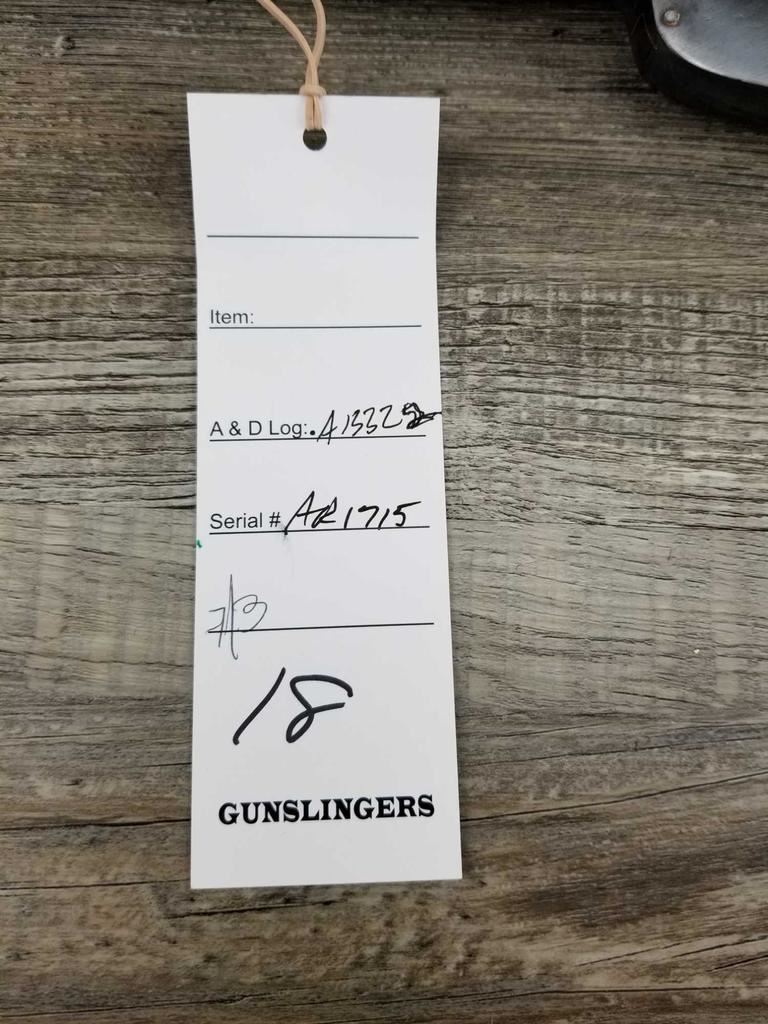 Item:
A & D Log: A1332
Serial # AR1715
18
GUNSLINGERS